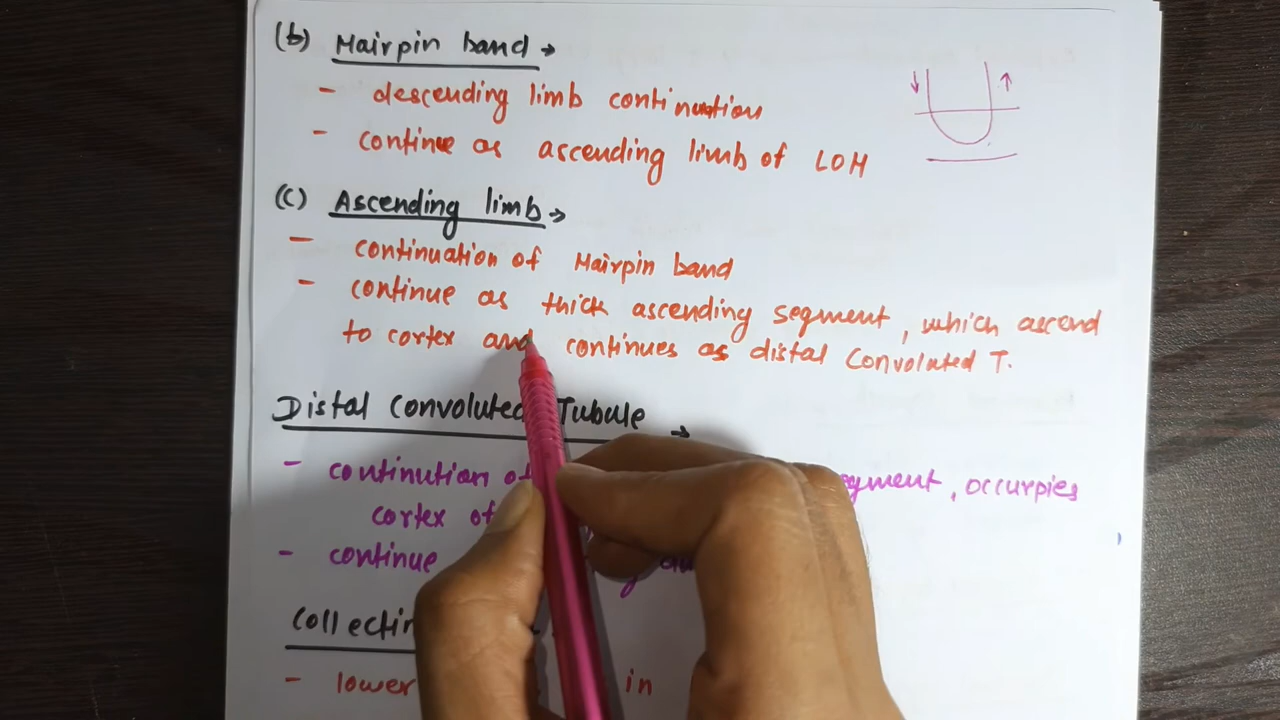 (b) Hairpin band →
- descending limb continuation
- continue as ascending limb of LOH
(c) Ascending limb →
- continuation of Hairpin band
- continue as thick ascending segment, which ascend
to cortex and continues as distal Convoluted T.
Distal Convoluted Tubule →
- continution of segment, occurpies
cortex of
- continue
- lower in